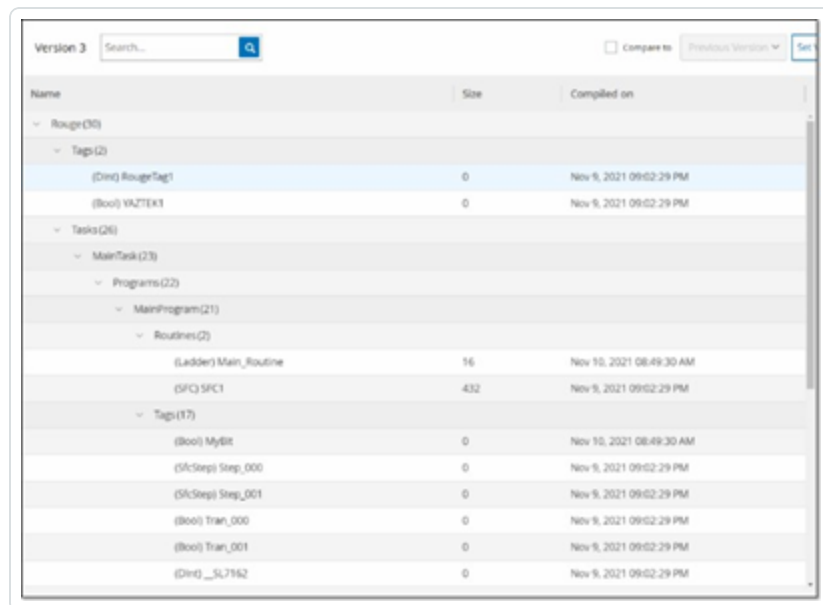 Version 3 Search... Compare to Previous Version Set
Name Size Compiled on
Rouge (30)
Tags (2)
(DInt) RougeTag1 0 Nov 9, 2021 09:02:29 PM
(Bool) YAZTEK1 0 Nov 9, 2021 09:02:29 PM
Tasks (26)
MainTask (23)
Programs (22)
MainProgram (21)
Routines (2)
(Ladder) Main_Routine 16 Nov 10, 2021 08:49:30 AM
(SFC) SFC1 432 Nov 9, 2021 09:02:29 PM
Tags (17)
(Bool) MyBit 0 Nov 10, 2021 08:49:30 AM
(SfcStep) Step_000 0 Nov 9, 2021 09:02:29 PM
(SfcStep) Step_001 0 Nov 9, 2021 09:02:29 PM
(Bool) Tran_000 0 Nov 9, 2021 09:02:29 PM
(Bool) Tran_001 0 Nov 9, 2021 09:02:29 PM
(DInt) __SL7162 0 Nov 9, 2021 09:02:29 PM